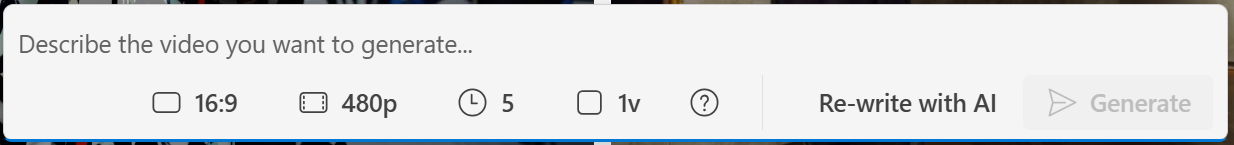 Describe the video you want to generate...
16:9 480p 5 1v ? Re-write with AI Generate